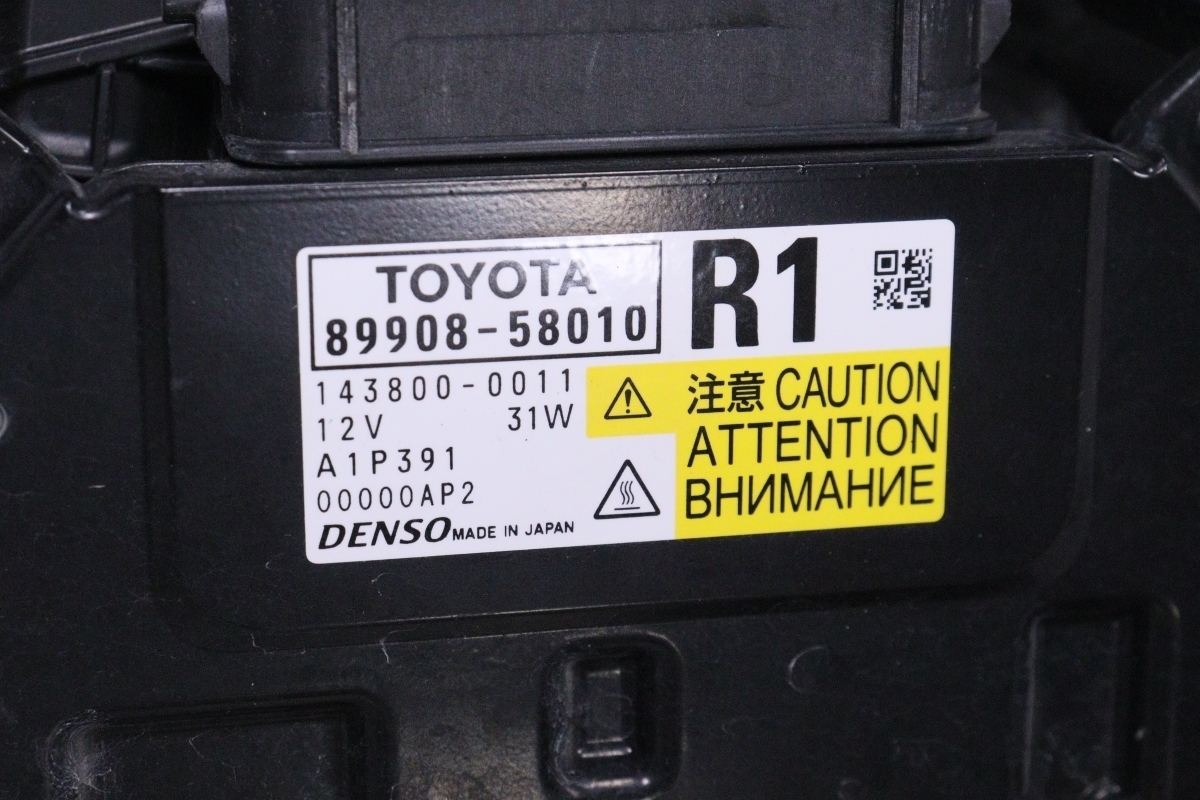 TOYOTA
89908-58010
R1
143800-0011
12V 31W
A1P391
00000AP2
DENSO MADE IN JAPAN
注意 CAUTION
ATTENTION
ВНИМАНИЕ